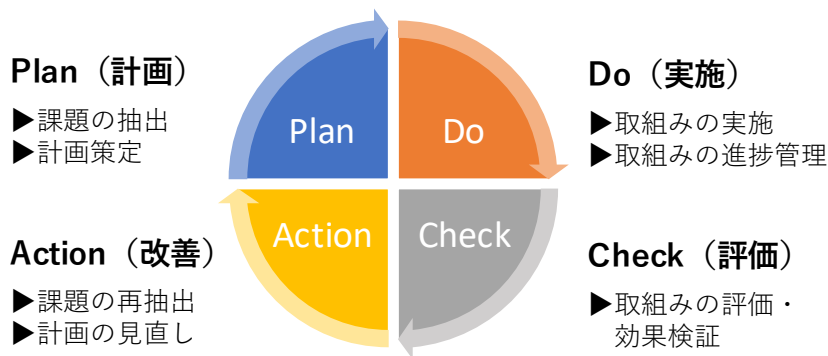 Plan（計画）
▶課題の抽出
▶計画策定
Plan
Do
Do（実施）
▶取組みの実施
▶取組みの進捗管理
Action（改善）
▶課題の再抽出
▶計画の見直し
Action
Check
Check（評価）
▶取組みの評価・
効果検証